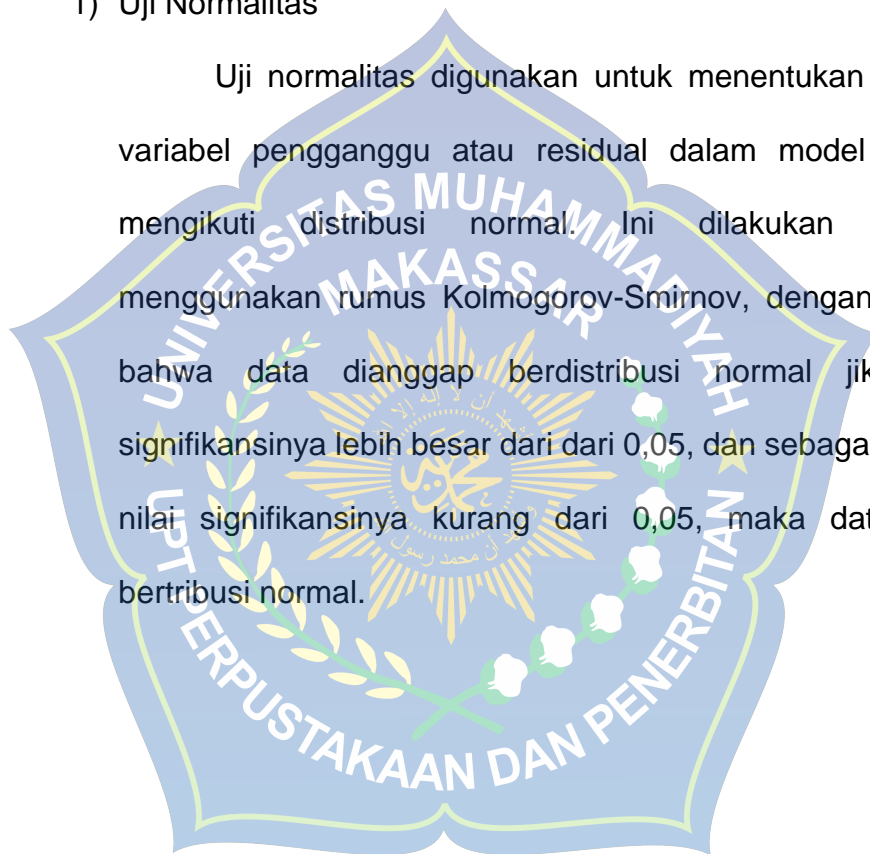 1) Uji Normalitas
Uji normalitas digunakan untuk menentukan
variabel pengganggu atau residual dalam model
mengikuti distribusi normal. Ini dilakukan
menggunakan rumus Kolmogorov-Smirnov, dengan
bahwa data dianggap berdistribusi normal jik
signifikansinya lebih besar dari dari 0,05, dan sebaga
nilai signifikansinya kurang dari 0,05, maka dat
bertribusi normal.
UNIVERSITAS MUHAMMADIYAH
MAKASSAR
UPT PERPUSTAKAAN DAN PENERBITAN